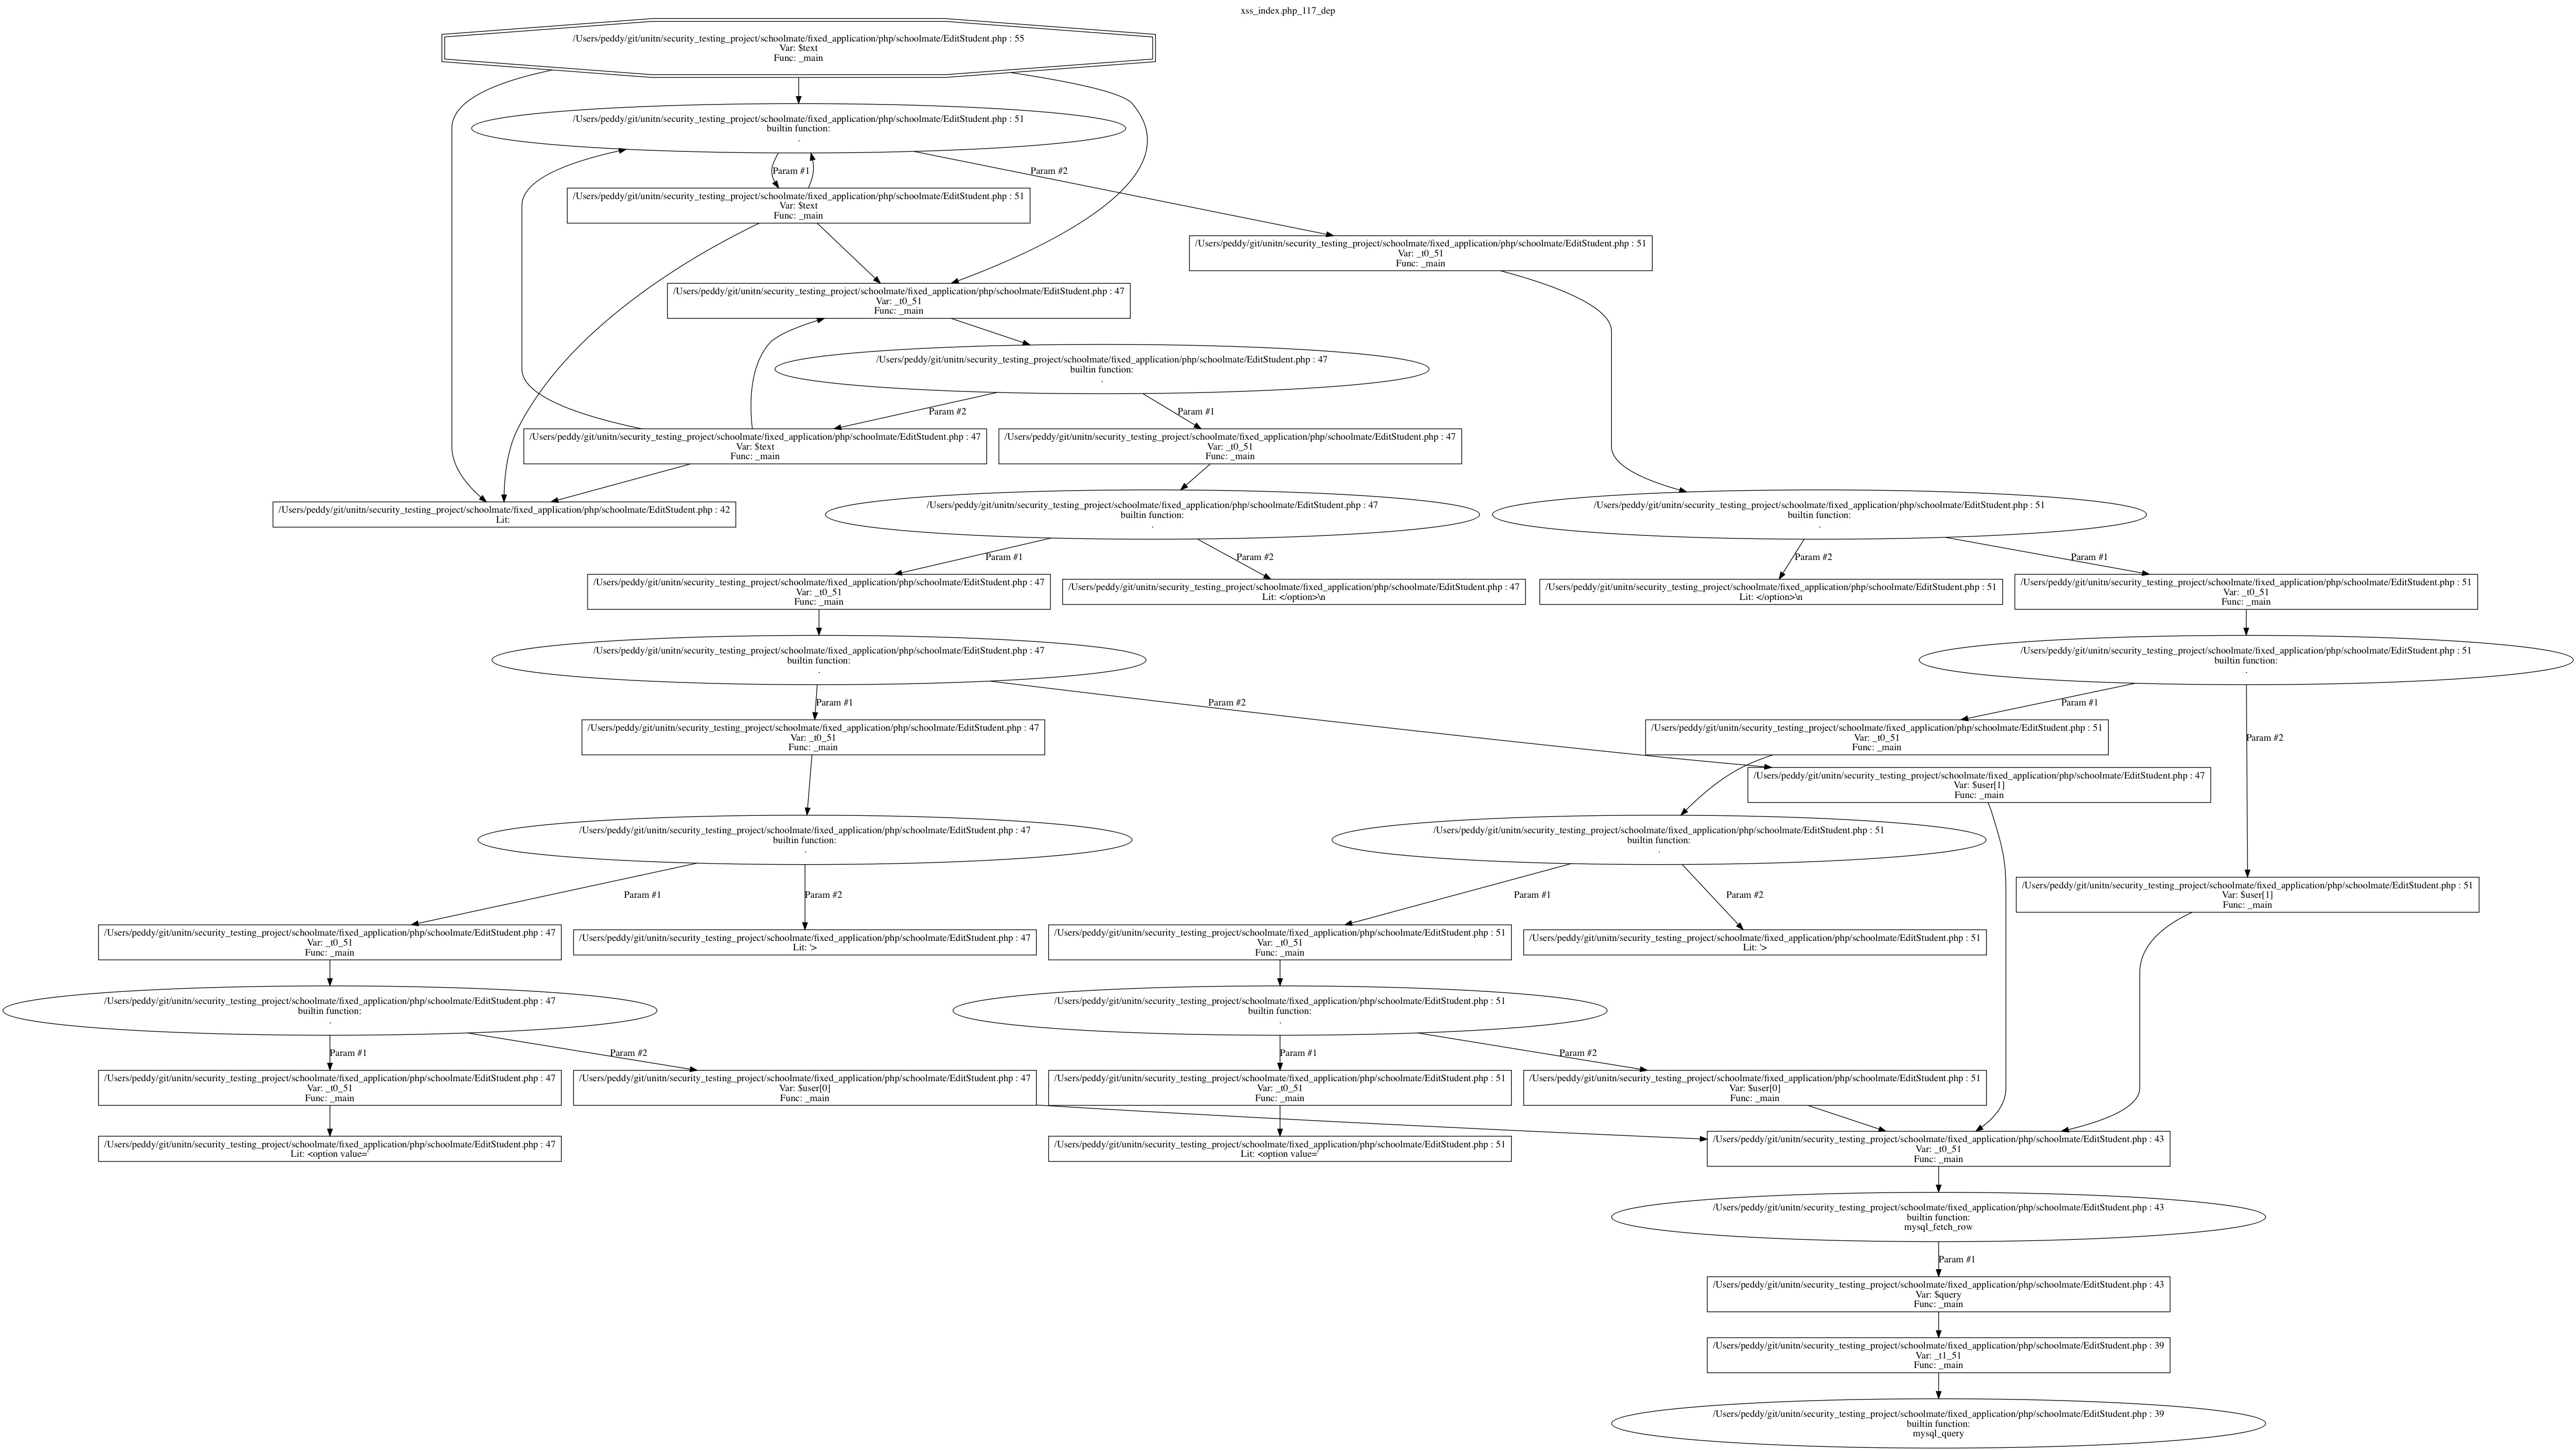 xss_index.php_117_dep
/Users/peddy/git/unitn/security_testing_project/schoolmate/fixed_application/php/schoolmate/EditStudent.php : 55
Var: $text
Func: _main
/Users/peddy/git/unitn/security_testing_project/schoolmate/fixed_application/php/schoolmate/EditStudent.php : 51
builtin function:
.
Param #1
Param #2
/Users/peddy/git/unitn/security_testing_project/schoolmate/fixed_application/php/schoolmate/EditStudent.php : 51
Var: $text
Func: _main
/Users/peddy/git/unitn/security_testing_project/schoolmate/fixed_application/php/schoolmate/EditStudent.php : 51
Var: _t0_51
Func: _main
/Users/peddy/git/unitn/security_testing_project/schoolmate/fixed_application/php/schoolmate/EditStudent.php : 47
Var: _t0_51
Func: _main
/Users/peddy/git/unitn/security_testing_project/schoolmate/fixed_application/php/schoolmate/EditStudent.php : 47
builtin function:
.
Param #2
Param #1
/Users/peddy/git/unitn/security_testing_project/schoolmate/fixed_application/php/schoolmate/EditStudent.php : 47
Var: $text
Func: _main
/Users/peddy/git/unitn/security_testing_project/schoolmate/fixed_application/php/schoolmate/EditStudent.php : 47
Var: _t0_51
Func: _main
/Users/peddy/git/unitn/security_testing_project/schoolmate/fixed_application/php/schoolmate/EditStudent.php : 42
Lit:
/Users/peddy/git/unitn/security_testing_project/schoolmate/fixed_application/php/schoolmate/EditStudent.php : 47
builtin function:
.
/Users/peddy/git/unitn/security_testing_project/schoolmate/fixed_application/php/schoolmate/EditStudent.php : 51
builtin function:
.
Param #1
Param #2
Param #2
Param #1
/Users/peddy/git/unitn/security_testing_project/schoolmate/fixed_application/php/schoolmate/EditStudent.php : 47
Var: _t0_51
Func: _main
/Users/peddy/git/unitn/security_testing_project/schoolmate/fixed_application/php/schoolmate/EditStudent.php : 47
Lit: </option>\n
/Users/peddy/git/unitn/security_testing_project/schoolmate/fixed_application/php/schoolmate/EditStudent.php : 51
Lit: </option>\n
/Users/peddy/git/unitn/security_testing_project/schoolmate/fixed_application/php/schoolmate/EditStudent.php : 51
Var: _t0_51
Func: _main
/Users/peddy/git/unitn/security_testing_project/schoolmate/fixed_application/php/schoolmate/EditStudent.php : 47
builtin function:
.
/Users/peddy/git/unitn/security_testing_project/schoolmate/fixed_application/php/schoolmate/EditStudent.php : 51
builtin function:
.
Param #1
Param #2
Param #1
Param #2
/Users/peddy/git/unitn/security_testing_project/schoolmate/fixed_application/php/schoolmate/EditStudent.php : 47
Var: _t0_51
Func: _main
/Users/peddy/git/unitn/security_testing_project/schoolmate/fixed_application/php/schoolmate/EditStudent.php : 51
Var: _t0_51
Func: _main
/Users/peddy/git/unitn/security_testing_project/schoolmate/fixed_application/php/schoolmate/EditStudent.php : 47
Var: $user[1]
Func: _main
/Users/peddy/git/unitn/security_testing_project/schoolmate/fixed_application/php/schoolmate/EditStudent.php : 47
builtin function:
.
/Users/peddy/git/unitn/security_testing_project/schoolmate/fixed_application/php/schoolmate/EditStudent.php : 51
builtin function:
.
/Users/peddy/git/unitn/security_testing_project/schoolmate/fixed_application/php/schoolmate/EditStudent.php : 51
Var: $user[1]
Func: _main
Param #1
Param #2
Param #1
Param #2
/Users/peddy/git/unitn/security_testing_project/schoolmate/fixed_application/php/schoolmate/EditStudent.php : 47
Var: _t0_51
Func: _main
/Users/peddy/git/unitn/security_testing_project/schoolmate/fixed_application/php/schoolmate/EditStudent.php : 47
Lit: '>
/Users/peddy/git/unitn/security_testing_project/schoolmate/fixed_application/php/schoolmate/EditStudent.php : 51
Var: _t0_51
Func: _main
/Users/peddy/git/unitn/security_testing_project/schoolmate/fixed_application/php/schoolmate/EditStudent.php : 51
Lit: '>
/Users/peddy/git/unitn/security_testing_project/schoolmate/fixed_application/php/schoolmate/EditStudent.php : 47
builtin function:
.
/Users/peddy/git/unitn/security_testing_project/schoolmate/fixed_application/php/schoolmate/EditStudent.php : 51
builtin function:
.
Param #1
Param #2
Param #1
Param #2
/Users/peddy/git/unitn/security_testing_project/schoolmate/fixed_application/php/schoolmate/EditStudent.php : 47
Var: _t0_51
Func: _main
/Users/peddy/git/unitn/security_testing_project/schoolmate/fixed_application/php/schoolmate/EditStudent.php : 47
Var: $user[0]
Func: _main
/Users/peddy/git/unitn/security_testing_project/schoolmate/fixed_application/php/schoolmate/EditStudent.php : 51
Var: _t0_51
Func: _main
/Users/peddy/git/unitn/security_testing_project/schoolmate/fixed_application/php/schoolmate/EditStudent.php : 51
Var: $user[0]
Func: _main
/Users/peddy/git/unitn/security_testing_project/schoolmate/fixed_application/php/schoolmate/EditStudent.php : 47
Lit: <option value='
/Users/peddy/git/unitn/security_testing_project/schoolmate/fixed_application/php/schoolmate/EditStudent.php : 51
Lit: <option value='
/Users/peddy/git/unitn/security_testing_project/schoolmate/fixed_application/php/schoolmate/EditStudent.php : 43
Var: _t0_51
Func: _main
/Users/peddy/git/unitn/security_testing_project/schoolmate/fixed_application/php/schoolmate/EditStudent.php : 43
builtin function:
mysql_fetch_row
Param #1
/Users/peddy/git/unitn/security_testing_project/schoolmate/fixed_application/php/schoolmate/EditStudent.php : 43
Var: $query
Func: _main
/Users/peddy/git/unitn/security_testing_project/schoolmate/fixed_application/php/schoolmate/EditStudent.php : 39
Var: _t1_51
Func: _main
/Users/peddy/git/unitn/security_testing_project/schoolmate/fixed_application/php/schoolmate/EditStudent.php : 39
builtin function:
mysql_query